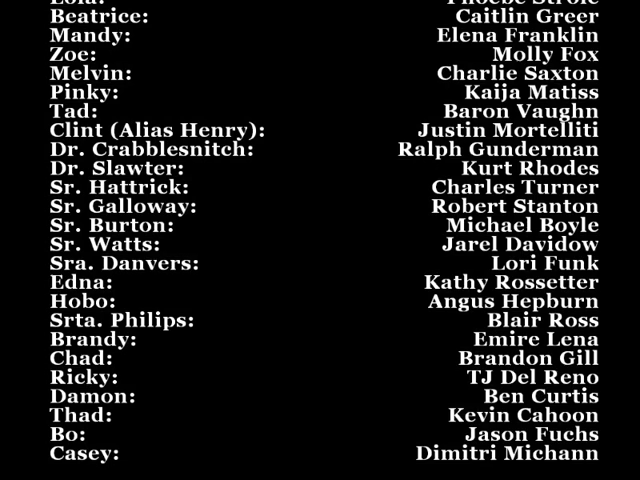 Lola: Phoebe Strole
Beatrice: Caitlin Greer
Mandy: Elena Franklin
Zoe: Molly Fox
Melvin: Charlie Saxton
Pinky: Kaija Matiss
Tad: Baron Vaughn
Clint (Alias Henry): Justin Mortelliti
Dr. Crabblesnitch: Ralph Gunderman
Dr. Slawter: Kurt Rhodes
Sr. Hattrick: Charles Turner
Sr. Galloway: Robert Stanton
Sr. Burton: Michael Boyle
Sr. Watts: Jarel Davidow
Sra. Danvers: Lori Funk
Edna: Kathy Rossetter
Hobo: Angus Hepburn
Srta. Philips: Blair Ross
Brandy: Emire Lena
Chad: Brandon Gill
Ricky: TJ Del Reno
Damon: Ben Curtis
Thad: Kevin Cahoon
Bo: Jason Fuchs
Casey: Dimitri Michann